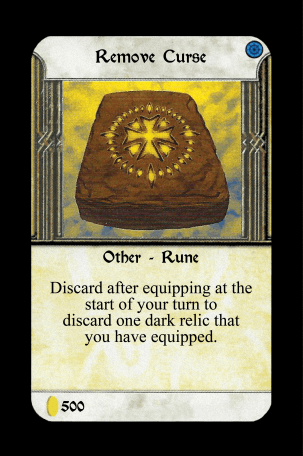 Remove Curse
Other - Rune
Discard after equipping at the
start of your turn to
discard one dark relic that
you have equipped.
500